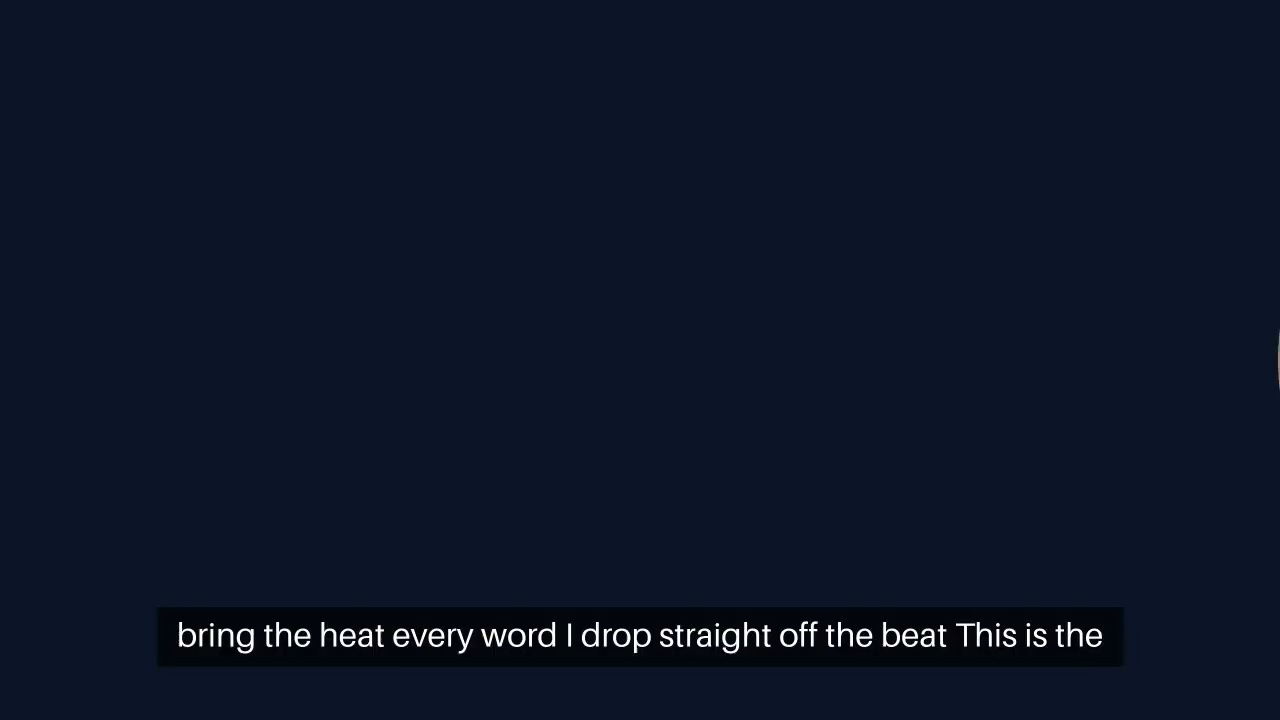 bring the heat every word I drop straight off the beat This is the